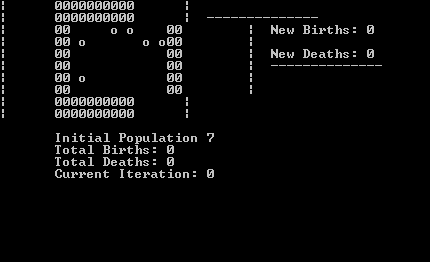 ¦ 0000000000 ¦
¦ 0000000000 ¦ --------------
¦ 00 o o 00 ¦ New Births: 0
¦ 00 o o o00 ¦
¦ 00 00 ¦ New Deaths: 0
¦ 00 00 ¦ --------------
¦ 00 o 00 ¦
¦ 00 00 ¦
¦ 0000000000 ¦
¦ 0000000000 ¦
Initial Population 7
Total Births: 0
Total Deaths: 0
Current Iteration: 0